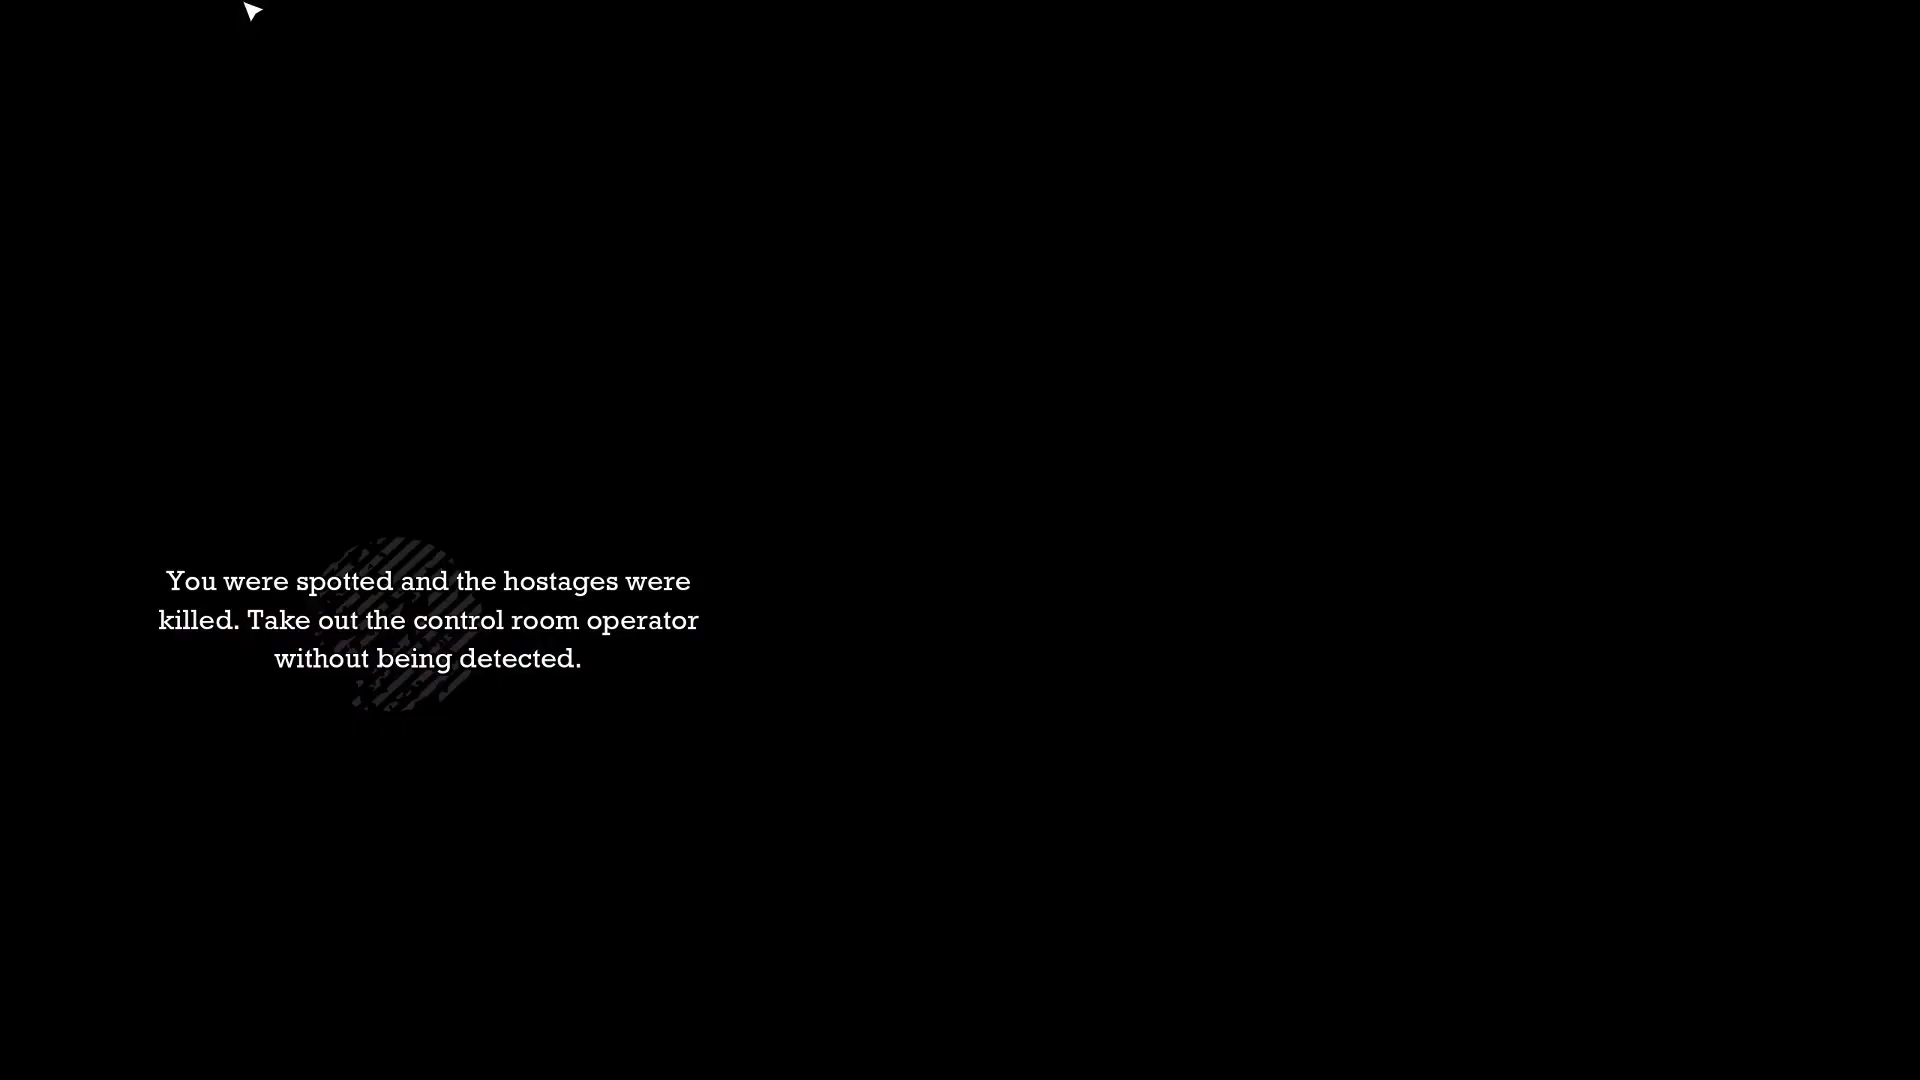 You were spotted and the hostages were
killed. Take out the control room operator
without being detected.